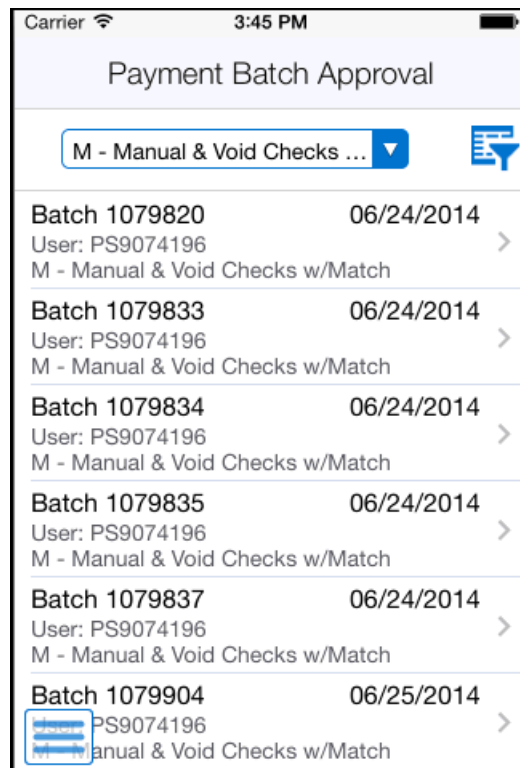 Carrier 3:45 PM
Payment Batch Approval
M - Manual & Void Checks ...
Batch 1079820 06/24/2014
User: PS9074196
M - Manual & Void Checks w/Match
Batch 1079833 06/24/2014
User: PS9074196
M - Manual & Void Checks w/Match
Batch 1079834 06/24/2014
User: PS9074196
M - Manual & Void Checks w/Match
Batch 1079835 06/24/2014
User: PS9074196
M - Manual & Void Checks w/Match
Batch 1079837 06/24/2014
User: PS9074196
M - Manual & Void Checks w/Match
Batch 1079904 06/25/2014
User: PS9074196
M - Manual & Void Checks w/Match